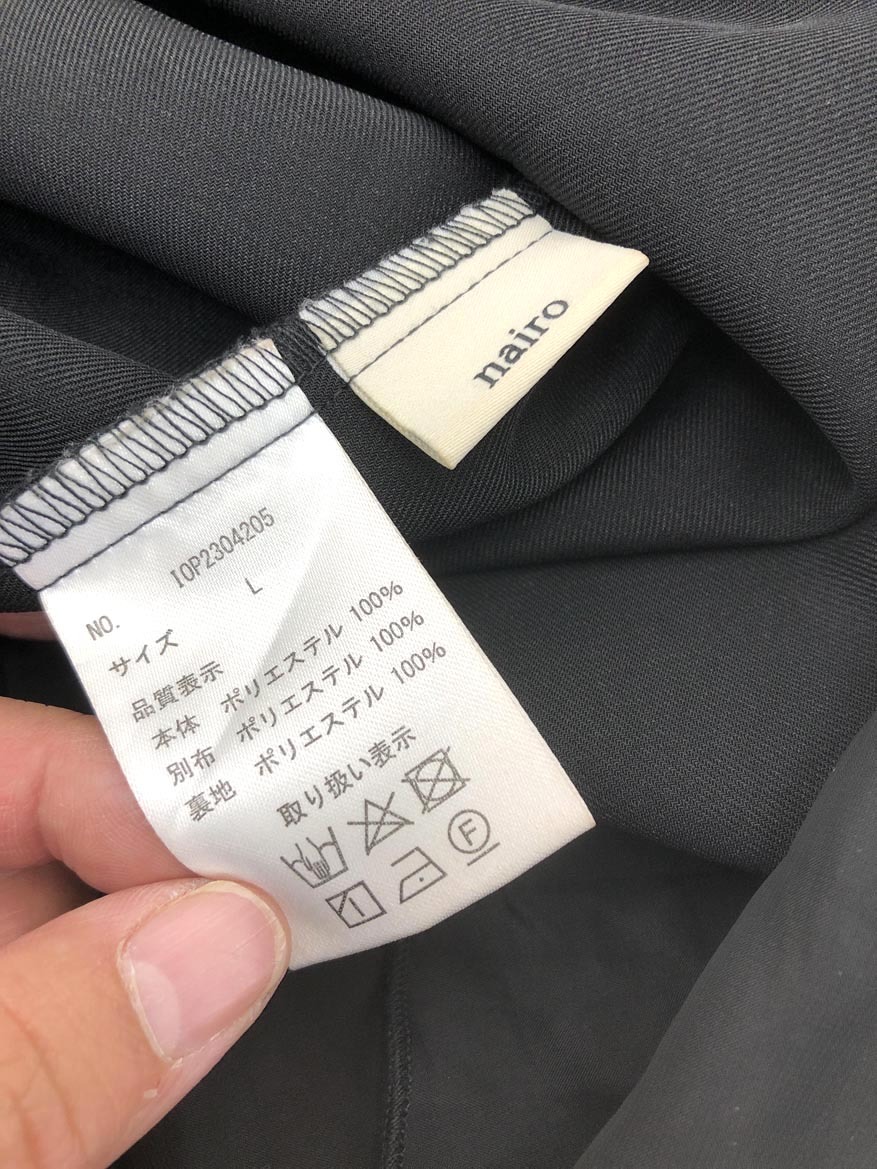 nairo
NO. IOP2304205
サイズ L
品質表示
本体 ポリエステル 100%
別布 ポリエステル 100%
裏地 ポリエステル 100%
取り扱い表示
F